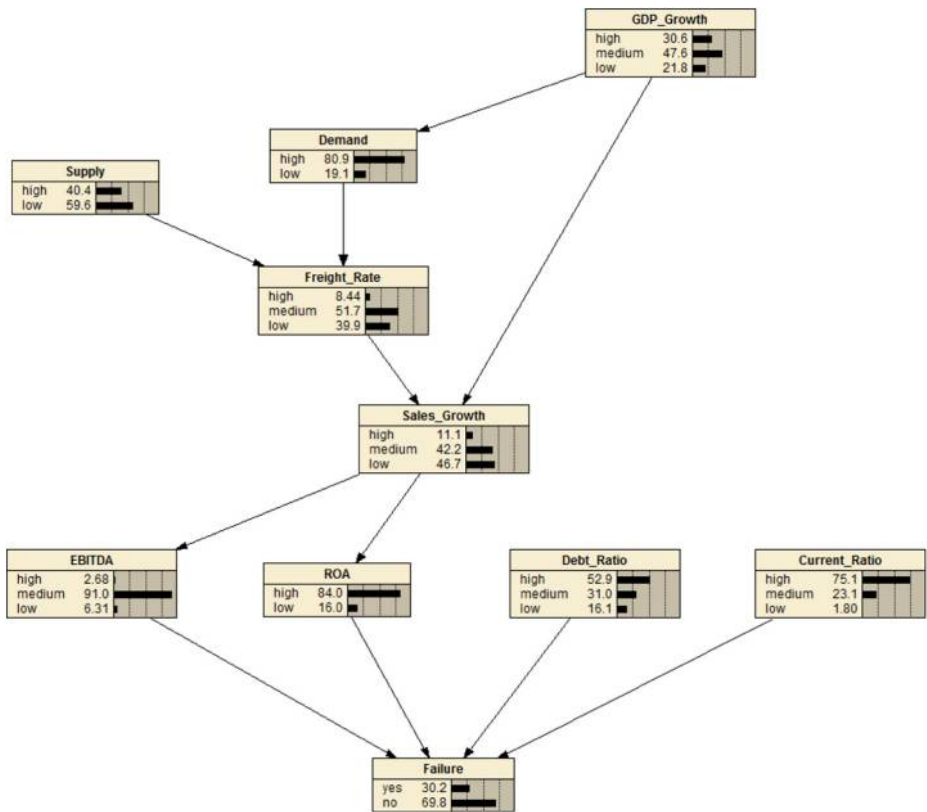 GDP_Growth
high 30.6
medium 47.6
low 21.8
Demand
high 80.9
low 19.1
Supply
high 40.4
low 59.6
Freight_Rate
high 8.44
medium 51.7
low 39.9
Sales_Growth
high 11.1
medium 42.2
low 46.7
EBITDA
high 2.68
medium 91.0
low 6.31
ROA
high 84.0
low 16.0
Debt_Ratio
high 52.9
medium 31.0
low 16.1
Current_Ratio
high 75.1
medium 23.1
low 1.80
Failure
yes 30.2
no 69.8